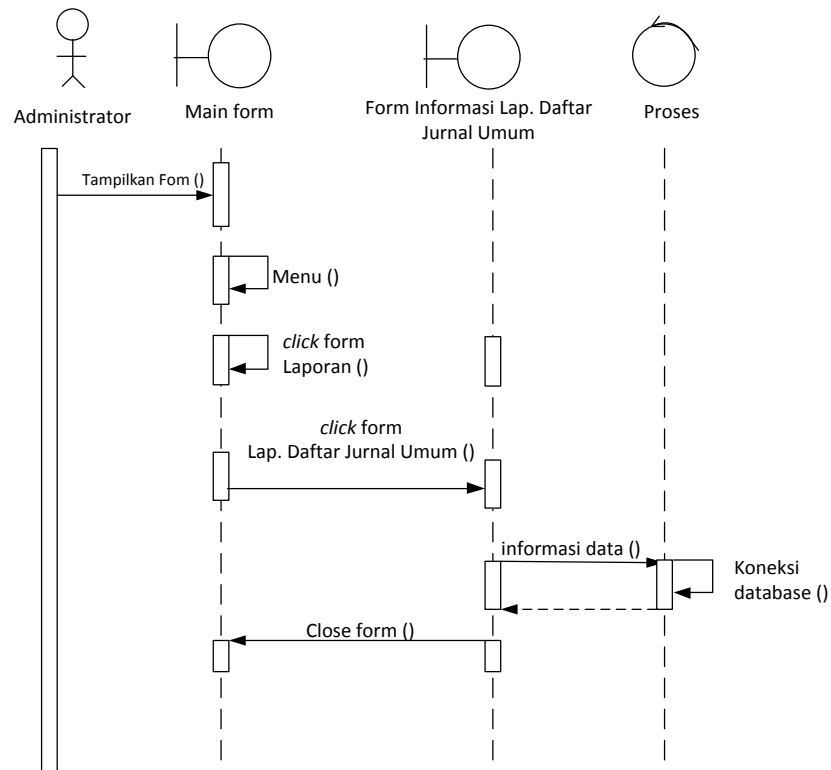 Administrator
Main form
Form Informasi Lap. Daftar
Jurnal Umum
Proses
Tampilkan Fom ()
Menu ()
click form
Laporan ()
click form
Lap. Daftar Jurnal Umum ()
informasi data ()
Koneksi
database ()
Close form ()